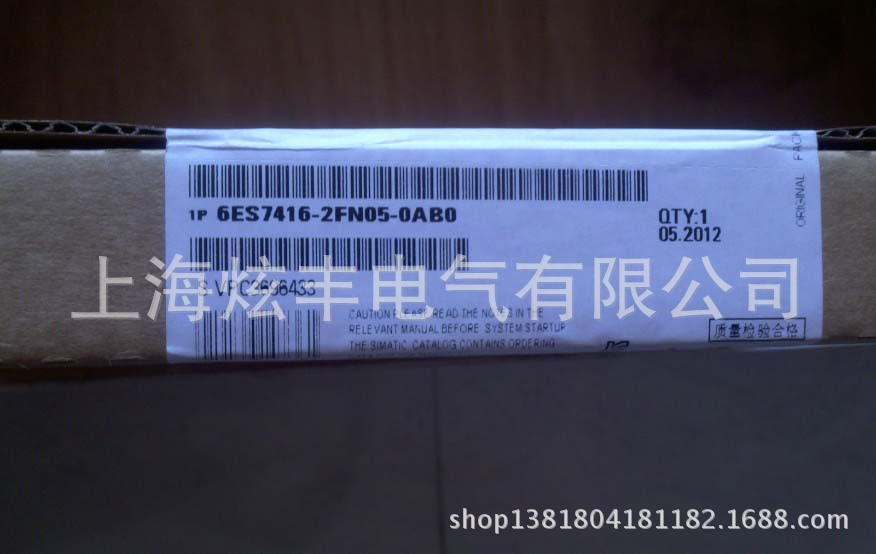 ORIGINAL PACK
1P 6ES7416-2FN05-0AB0
QTY:1
05.2012
上海炫丰电气有限公司
S VPC3696433
CAUTION PLEASE READ THE NOTES IN THE
RELEVANT MANUAL BEFORE SYSTEM STARTUP
THE SIMATIC CATALOG CONTAINS ORDERING
质量检验合格
shop1381804181182.1688.com